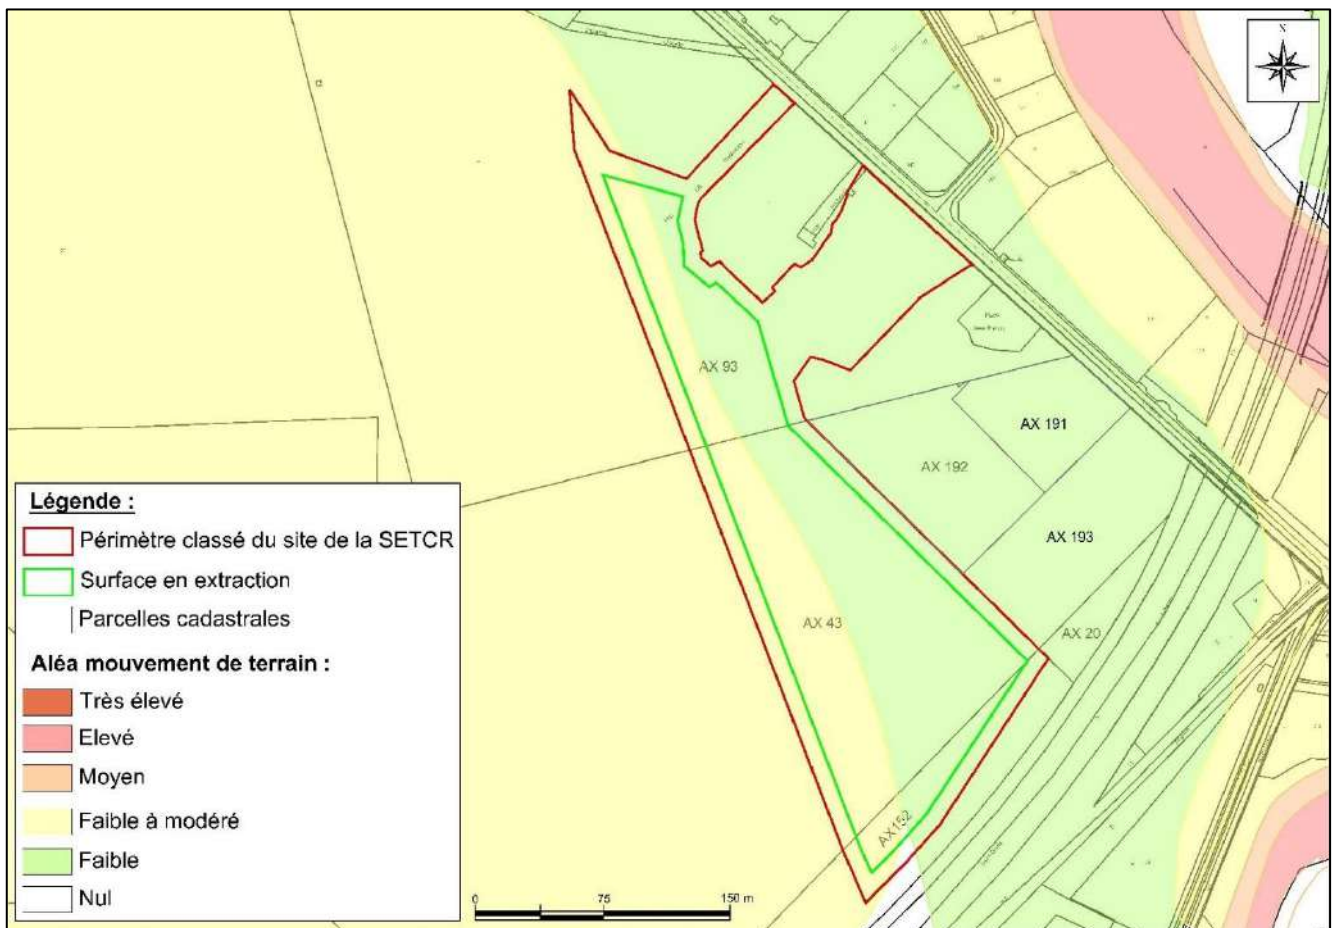 N
AX 93
AX 191
AX 192
AX 193
AX 43
AX 20
AX152
Légende :
Périmètre classé du site de la SETCR
Surface en extraction
Parcelles cadastrales
Aléa mouvement de terrain :
Très élevé
Elevé
Moyen
Faible à modéré
Faible
Nul
0 75 150 m